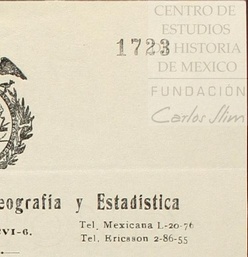 CENTRO DE
ESTUDIOS
DE HISTORIA
DE MEXICO
FUNDACIÓN
Carlos Slim
1723
eografía y Estadística
VI-6.
Tel. Mexicana L-20-76
Tel. Ericsson 2-86-55